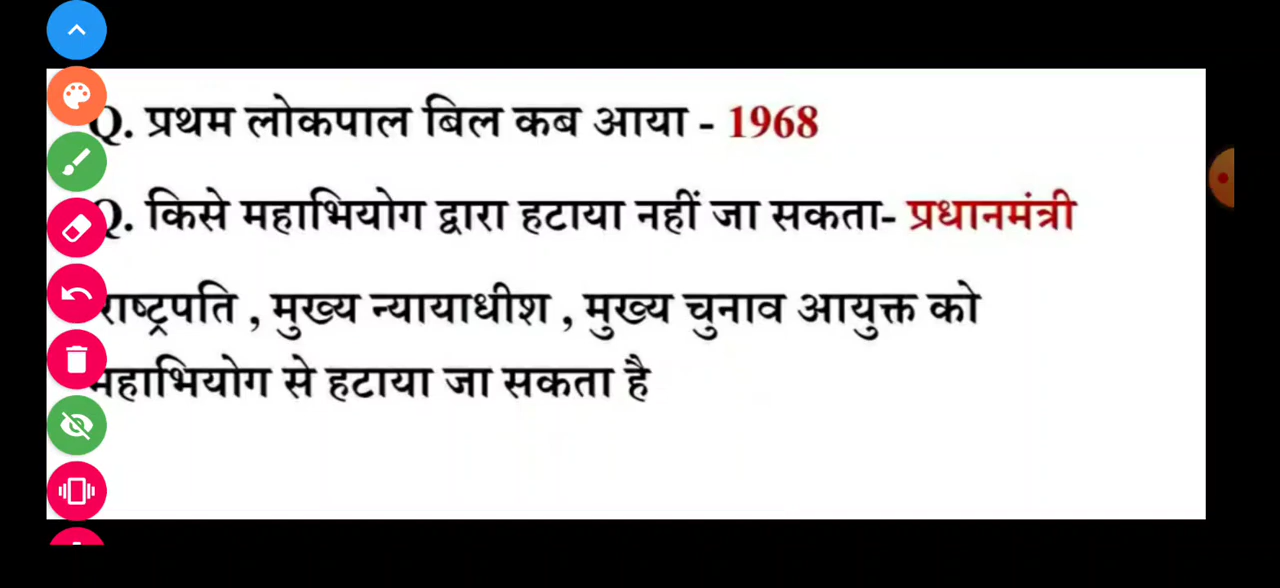 Q. प्रथम लोकपाल बिल कब आया - 1968
Q. किसे महाभियोग द्वारा हटाया नहीं जा सकता- प्रधानमंत्री
राष्ट्रपति , मुख्य न्यायाधीश , मुख्य चुनाव आयुक्त को
महाभियोग से हटाया जा सकता है